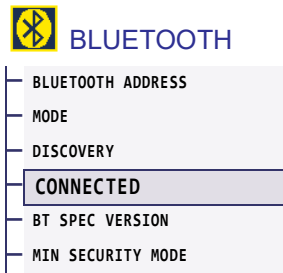 BLUETOOTH
BLUETOOTH ADDRESS
MODE
DISCOVERY
CONNECTED
BT SPEC VERSION
MIN SECURITY MODE